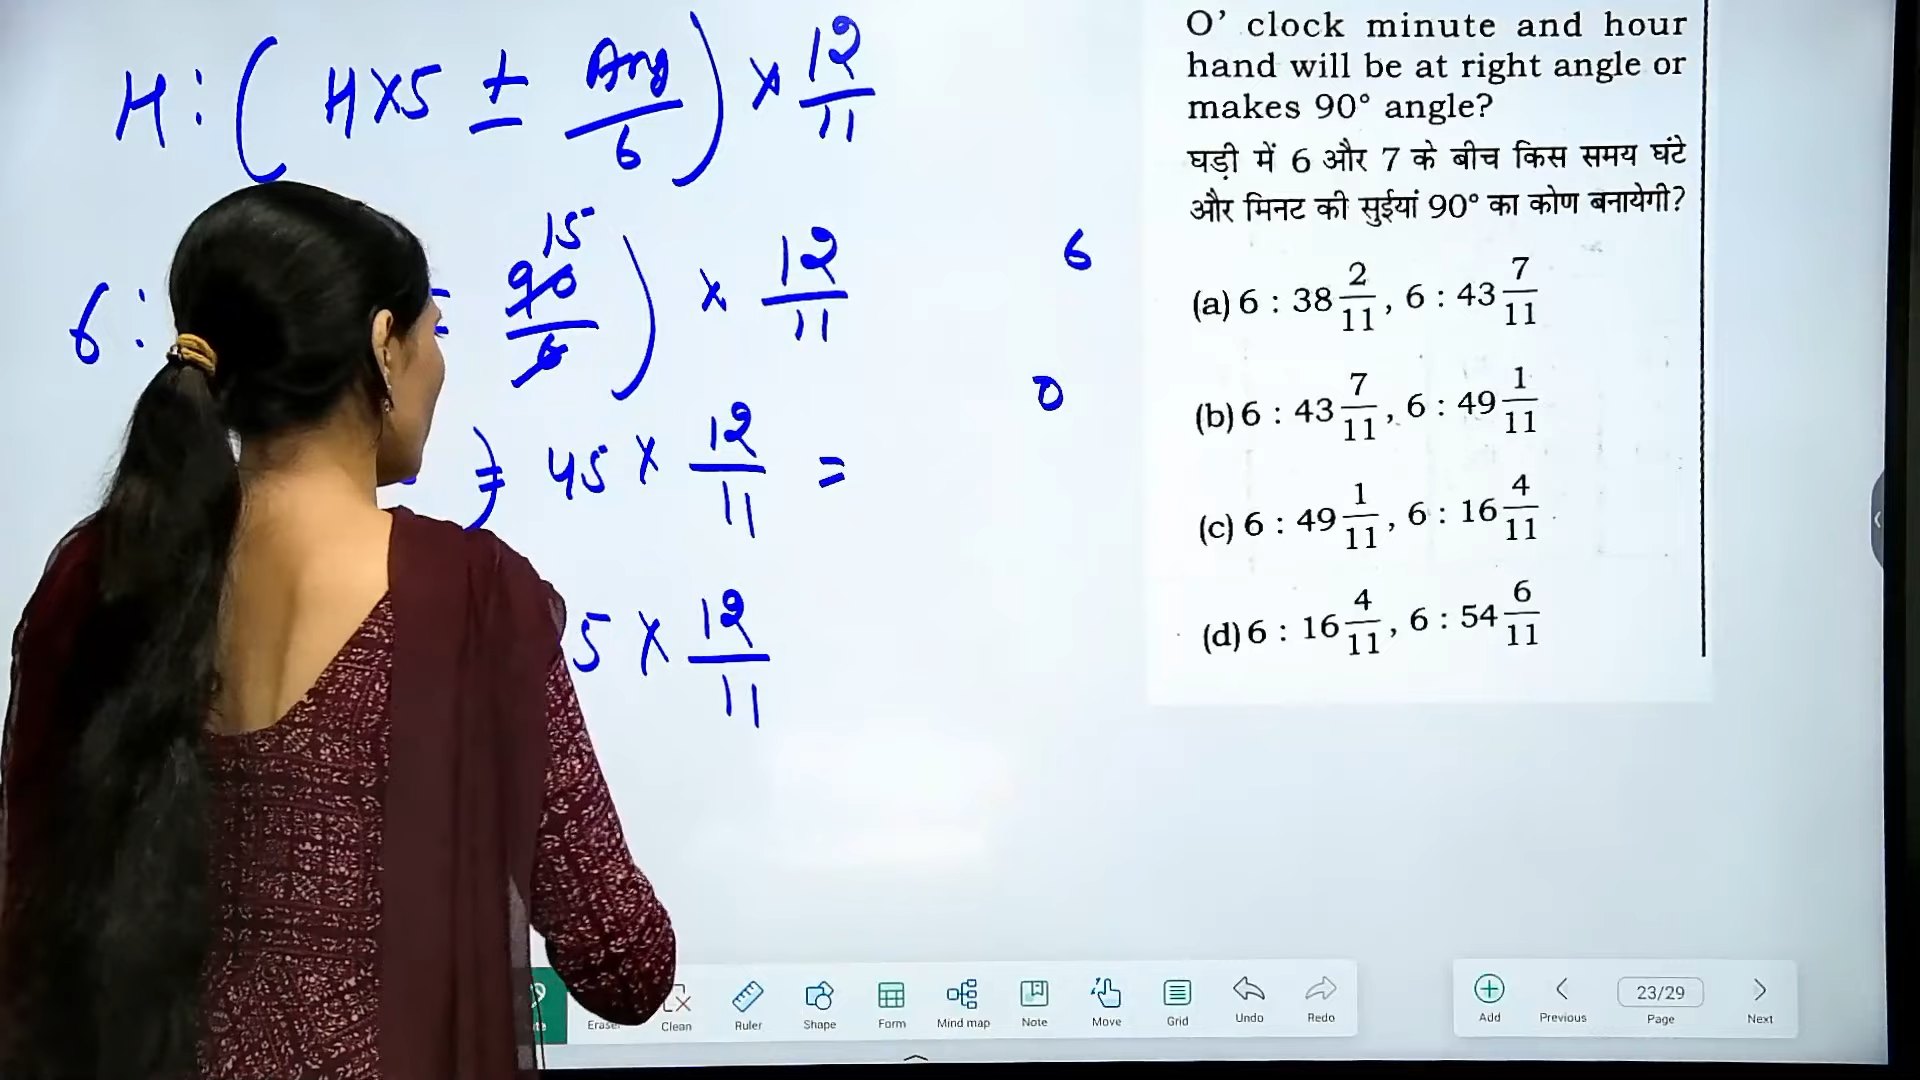 H : ( H×5 ± Ang/6 ) × 12/11
6 : 90/6 ) × 12/11
15
) = 45 × 12/11 =
5 × 12/11
6
0
O' clock minute and hour
hand will be at right angle or
makes 90° angle?
घड़ी में 6 और 7 के बीच किस समय घंटे
और मिनट की सुईयां 90° का कोण बनायेगी?
(a) 6 : 38 2/11, 6 : 43 7/11
(b) 6 : 43 7/11, 6 : 49 1/11
(c) 6 : 49 1/11, 6 : 16 4/11
(d) 6 : 16 4/11, 6 : 54 6/11
Eraser Clean Ruler Shape Form Mind map Note Move Grid Undo Redo
Add Previous 23/29 Page Next